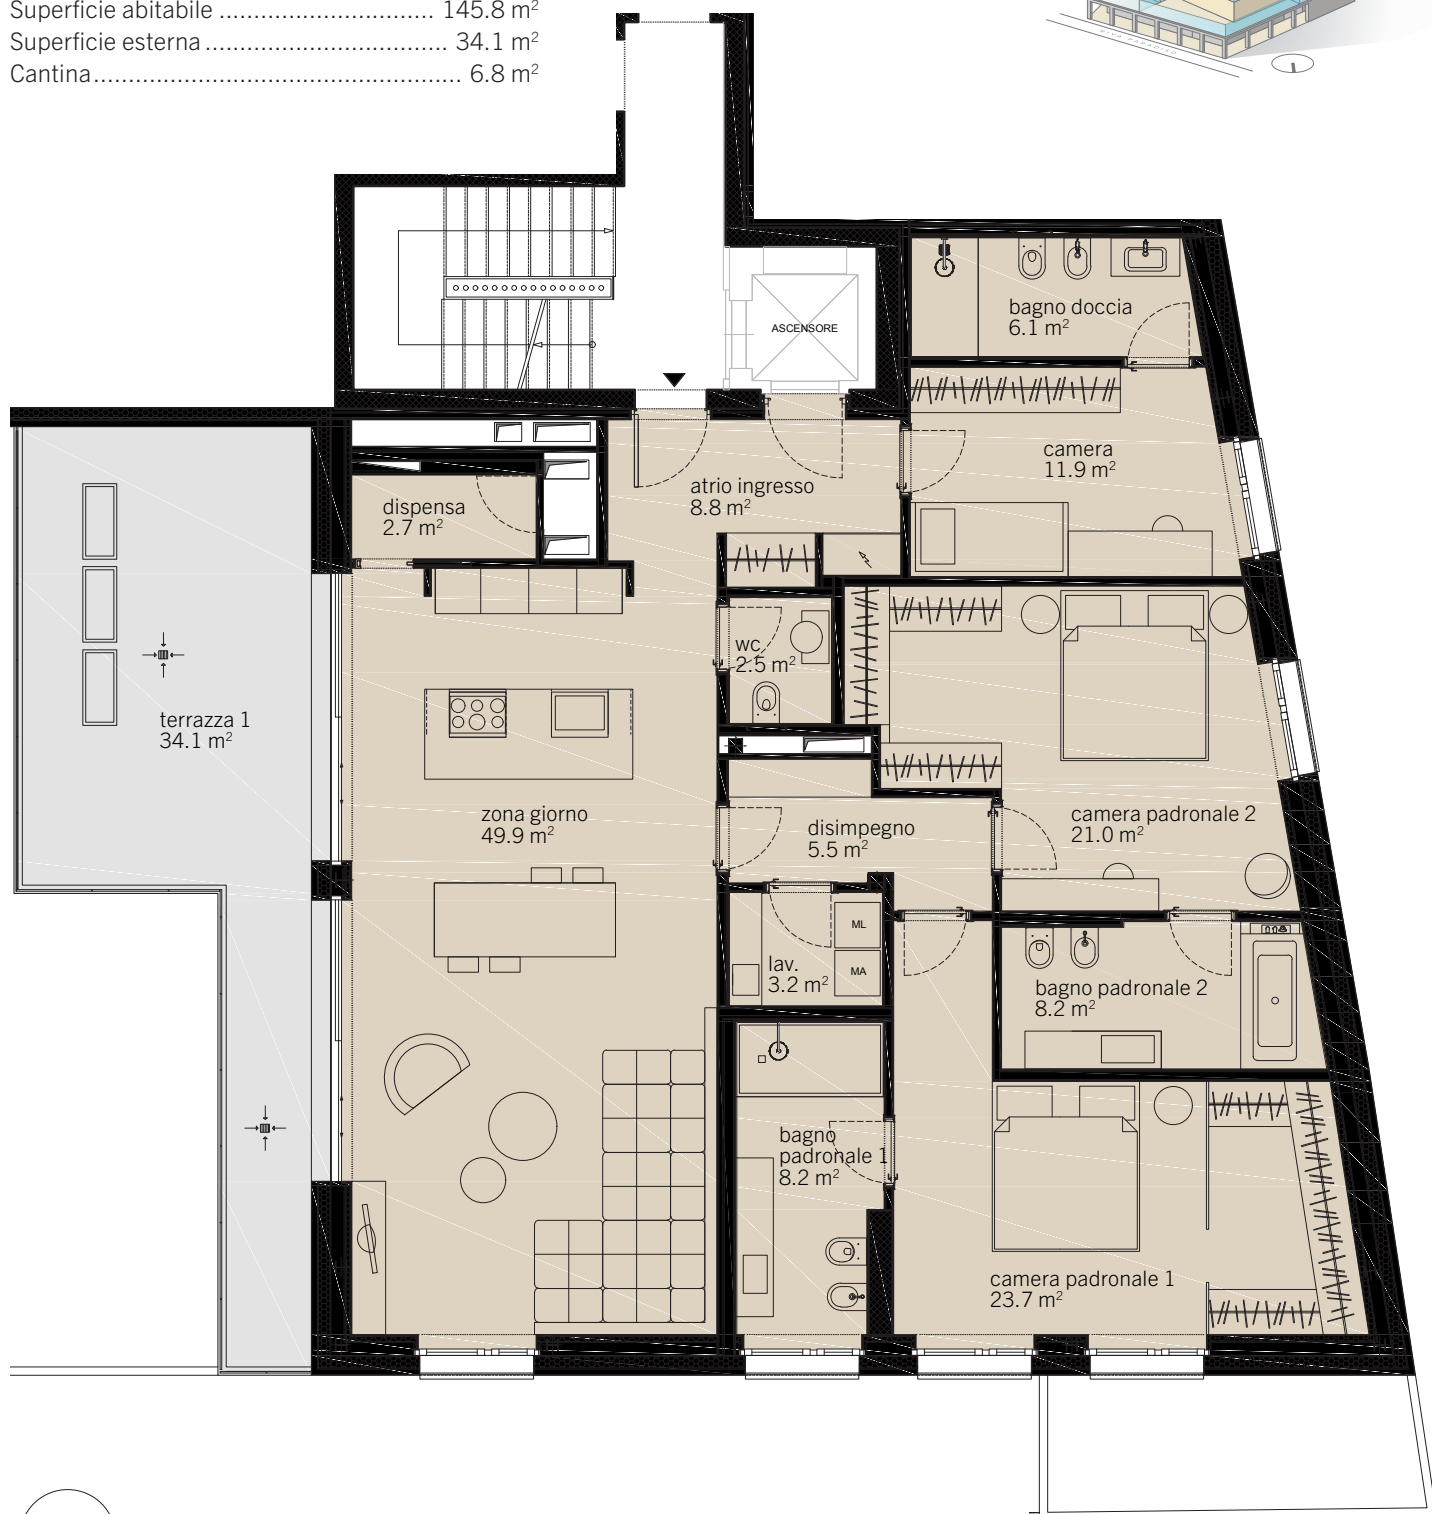 Superficie abitabile ............................... 145.8 m²
Superficie esterna ................................... 34.1 m²
Cantina..................................................... 6.8 m²
RIVA PARADISO
ASCENSORE
bagno doccia
6.1 m²
camera
11.9 m²
atrio ingresso
8.8 m²
dispensa
2.7 m²
wc
2.5 m²
terrazza 1
34.1 m²
zona giorno
49.9 m²
disimpegno
5.5 m²
camera padronale 2
21.0 m²
ML
MA
lav.
3.2 m²
bagno padronale 2
8.2 m²
bagno
padronale 1
8.2 m²
camera padronale 1
23.7 m²